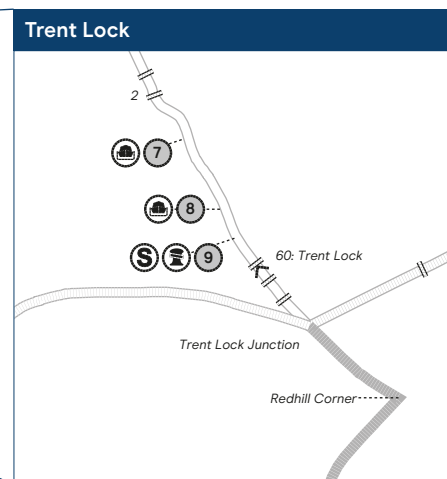 Trent Lock
2
7
8
S 9
60: Trent Lock
Trent Lock Junction
Redhill Corner